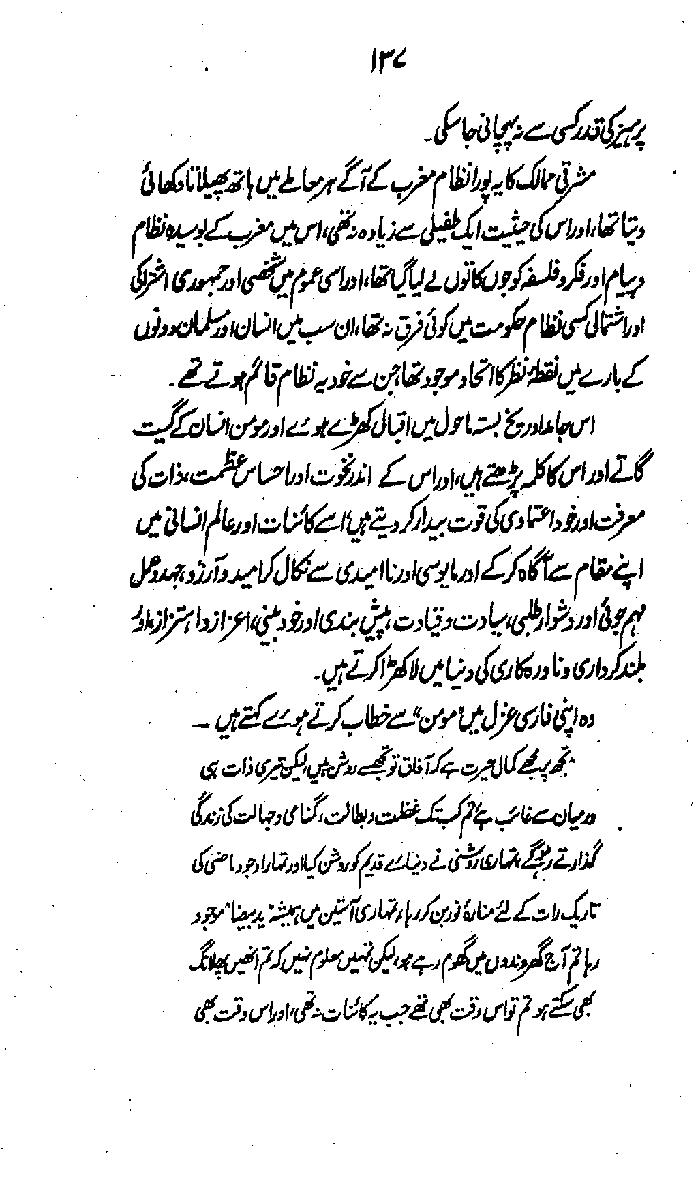 ۱۳۷
پرہیز کی قدر کسی سے نہ پہچانی جا سکی۔
مشرقی ممالک کا یہ پورا نظام مغرب کے آگے ہر معاملے میں ہاتھ پھیلانا دکھائی
دیتا تھا، اور اس کی حیثیت ایک طفیلی سے زیادہ نہ تھی، اس میں مغرب کے بوسیدہ نظام
و پیام اور فکر و فلسفہ کو جوں کا توں لے لیا گیا تھا، اور اسی عموم میں شخصی اور جمہوری اشتراکی
اور اشتمالی کسی نظام حکومت میں کوئی فرق نہ تھا، ان سب میں انسان اور مسلمان دونوں
کے بارے میں نقطۂ نظر کا اتحاد موجود تھا، جن سے خود یہ نظام قائم ہوتے تھے۔
اس جامد اور یخ بستہ ماحول میں اقبال کھڑے ہوئے اور مومن انسان کے گیت
گاتے اور اس کا کلمہ پڑھتے ہیں، اور اس کے اندر نخوت اور احساس عظمت، ذات کی
معرفت اور خود اعتمادی کی قوت بیدار کر دیتے ہیں، اسے کائنات اور عالم انسانی میں
اپنے مقام سے آگاہ کر کے اور مایوسی اور ناامیدی سے نکال کر امید و آرزو، جہد و عمل
مہم جوئی اور دشوار طلبی، سیادت و قیادت، پیش بندی اور خود بینی، اعزاز و اہتزاز، اور
بلند کرداری و نادرہ کاری کی دنیا میں لا کھڑا کرتے ہیں۔
وہ اپنی فارسی غزل میں "مومن" سے خطاب کرتے ہوئے کہتے ہیں ۔
تجھ پر مجھے کمال حیرت ہے کہ آفاق تو تجھ سے روشن ہیں، لیکن تیری ذات ہی
درمیان سے غائب ہے، تم کب تک غفلت و بطالت، گمنامی و جہالت کی زندگی
گذارتے رہو گے، تمہاری روشنی نے دنیائے قدیم کو روشن کیا اور تمہارا وجود ماضی کی
تاریک رات کے لئے منارۂ نور بن کر رہا، تمہاری آستین میں ہمیشہ "ید بیضا" موجود
رہا تم آج گھروندوں میں گھوم رہے ہو، لیکن تمہیں معلوم نہیں کہ تم انھیں پھلانگ
بھی سکتے ہو تم تو اس وقت بھی تھے جب یہ کائنات نہ تھی، اور اس وقت بھی